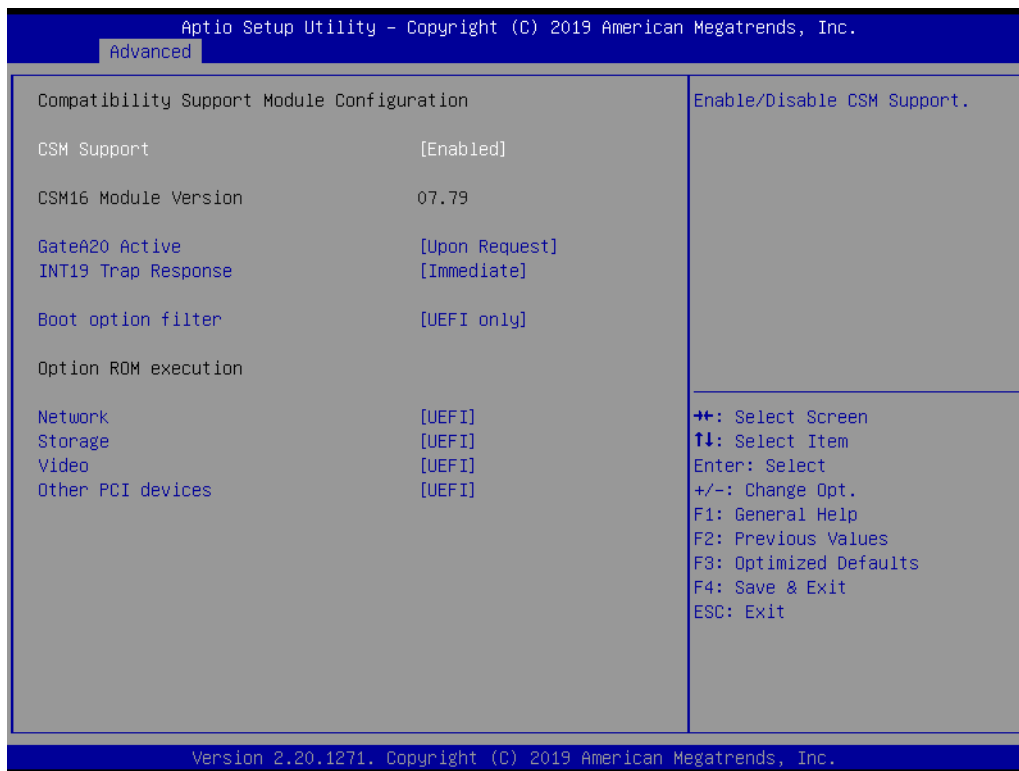 Aptio Setup Utility – Copyright (C) 2019 American Megatrends, Inc.
Advanced
Compatibility Support Module Configuration
Enable/Disable CSM Support.
CSM Support [Enabled]
CSM16 Module Version 07.79
GateA20 Active [Upon Request]
INT19 Trap Response [Immediate]
Boot option filter [UEFI only]
Option ROM execution
Network [UEFI]
Storage [UEFI]
Video [UEFI]
Other PCI devices [UEFI]
→←: Select Screen
↑↓: Select Item
Enter: Select
+/-: Change Opt.
F1: General Help
F2: Previous Values
F3: Optimized Defaults
F4: Save & Exit
ESC: Exit
Version 2.20.1271. Copyright (C) 2019 American Megatrends, Inc.